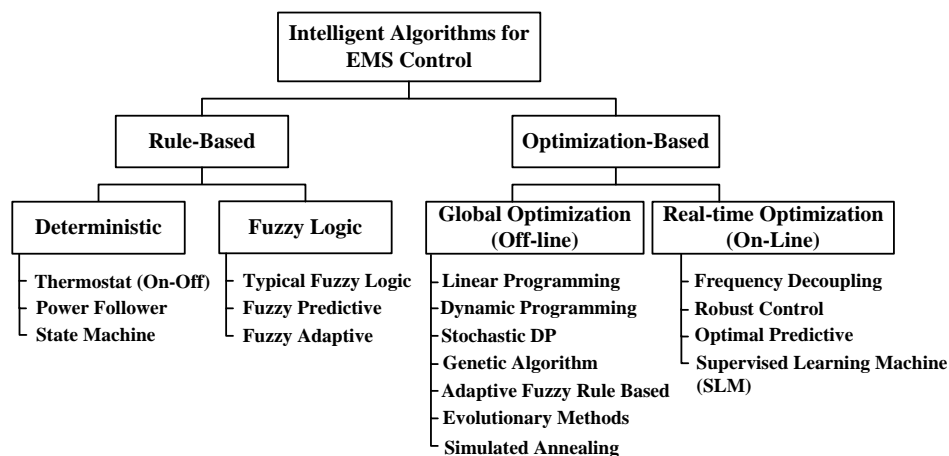 Intelligent Algorithms for
EMS Control
Rule-Based
Optimization-Based
Deterministic
Fuzzy Logic
Global Optimization
(Off-line)
Real-time Optimization
(On-Line)
Thermostat (On-Off)
Power Follower
State Machine
Typical Fuzzy Logic
Fuzzy Predictive
Fuzzy Adaptive
Linear Programming
Dynamic Programming
Stochastic DP
Genetic Algorithm
Adaptive Fuzzy Rule Based
Evolutionary Methods
Simulated Annealing
Frequency Decoupling
Robust Control
Optimal Predictive
Supervised Learning Machine
(SLM)